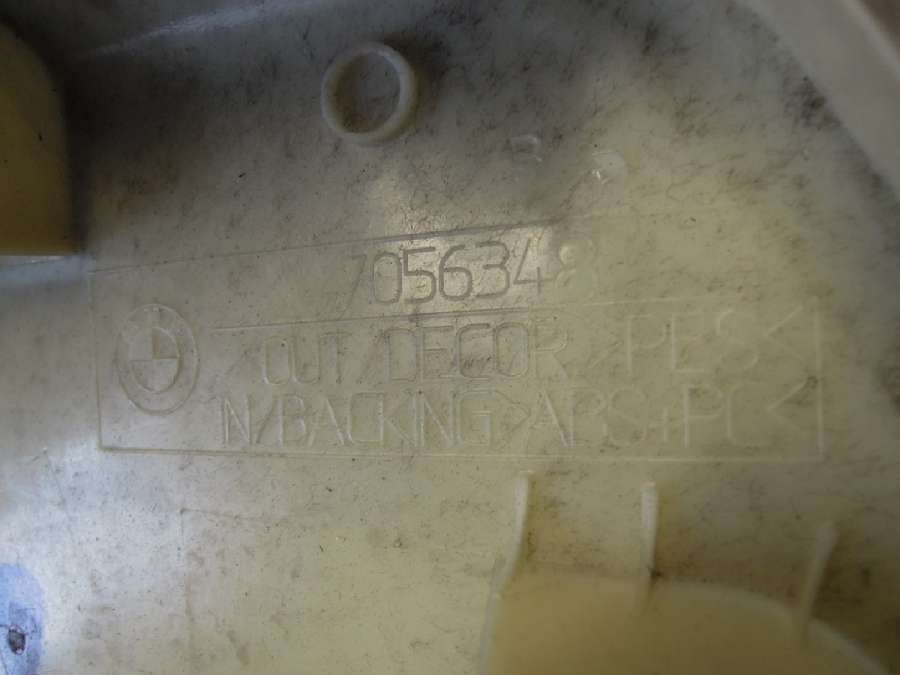 7056348
OUT/DECOR >PES<
IN/BACKING >ABS+PC<